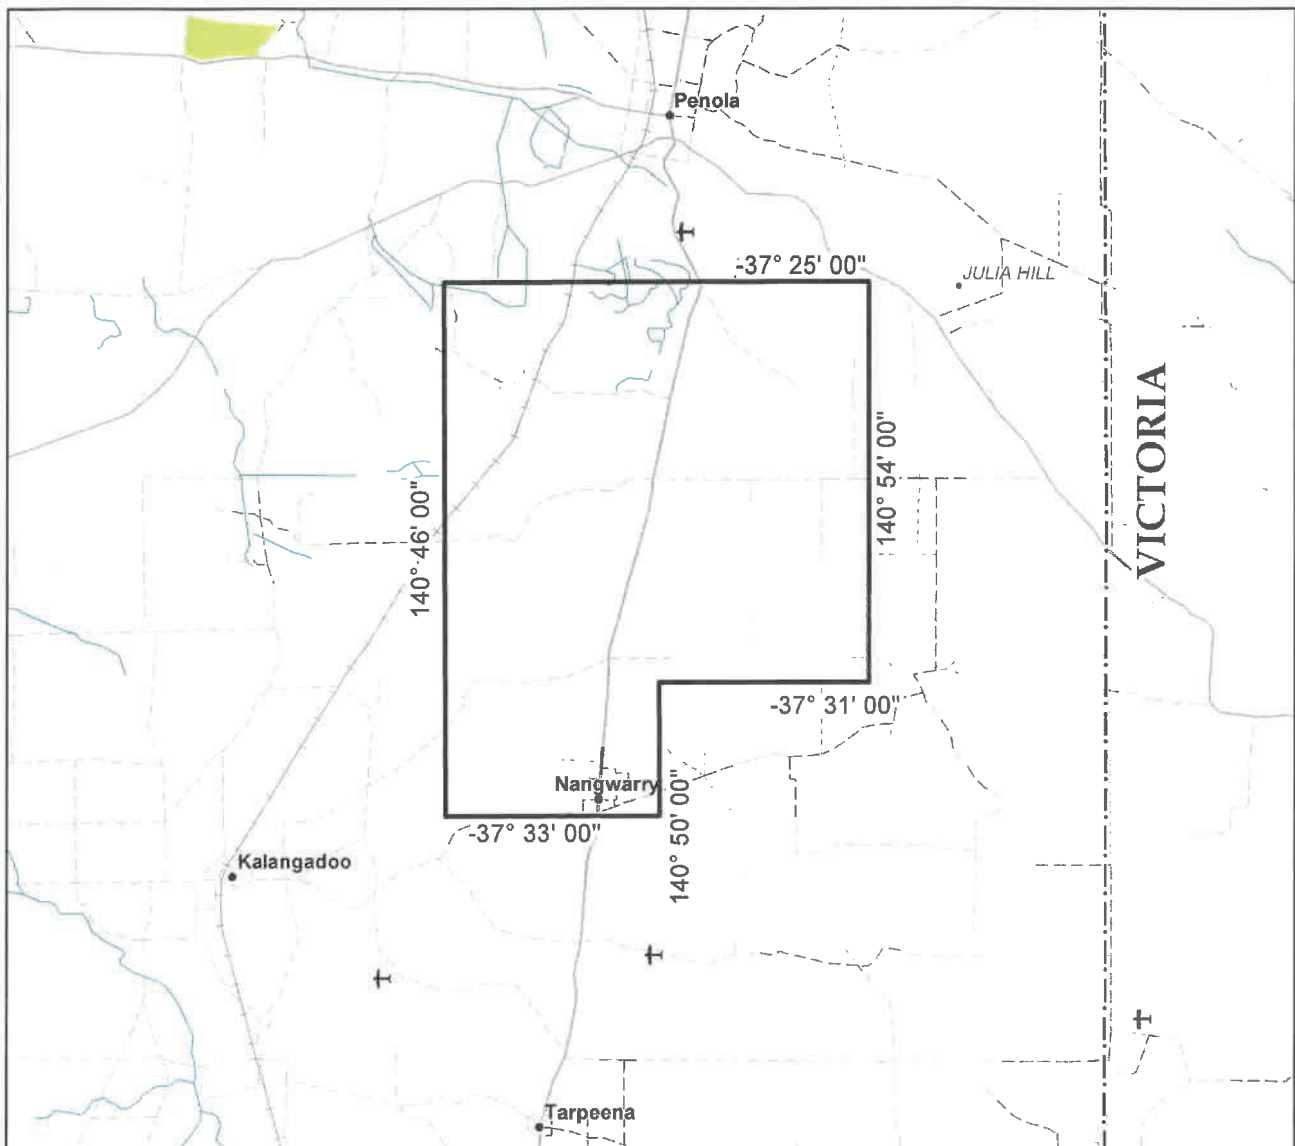 Penola
-37° 25' 00"
JULIA HILL
VICTORIA
140° 54' 00"
140° 46' 00"
-37° 31' 00"
Nangwarry
140° 50' 00"
-37° 33' 00"
Kalangadoo
Tarpeena